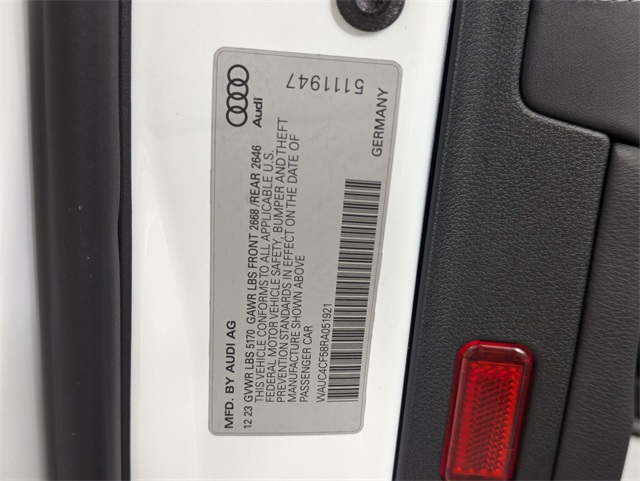 MFD. BY AUDI AG
12 23 GVWR LBS 5170 GAWR LBS FRONT 2668 /REAR 2646
THIS VEHICLE CONFORMS TO ALL APPLICABLE U.S.
FEDERAL MOTOR VEHICLE SAFETY, BUMPER AND THEFT
PREVENTION STANDARDS IN EFFECT ON THE DATE OF
MANUFACTURE SHOWN ABOVE
PASSENGER CAR
WAUC4CF58RA051921
Audi
GERMANY
5111947